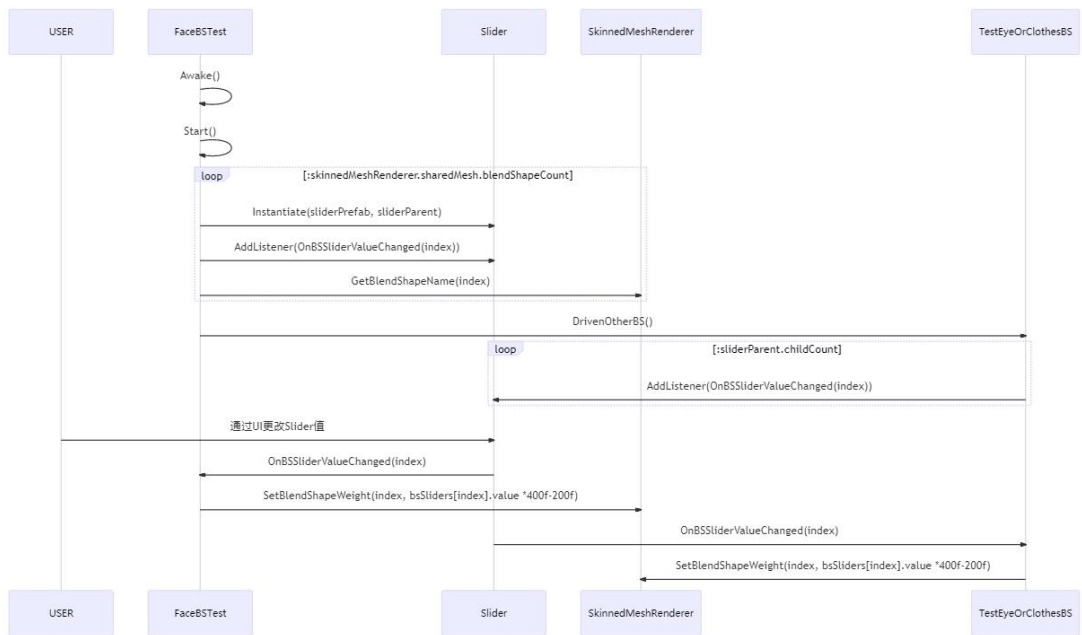 USER
FaceBSTest
Slider
SkinnedMeshRenderer
TestEyeOrClothesBS
Awake()
Start()
loop
[:skinnedMeshRenderer.sharedMesh.blendShapeCount]
Instantiate(sliderPrefab, sliderParent)
AddListener(OnBSSliderValueChanged(index))
GetBlendShapeName(index)
DrivenOtherBS()
loop
[:sliderParent.childCount]
AddListener(OnBSSliderValueChanged(index))
通过UI更改Slider值
OnBSSliderValueChanged(index)
SetBlendShapeWeight(index, bsSliders[index].value *400f-200f)
OnBSSliderValueChanged(index)
SetBlendShapeWeight(index, bsSliders[index].value *400f-200f)
USER
FaceBSTest
Slider
SkinnedMeshRenderer
TestEyeOrClothesBS